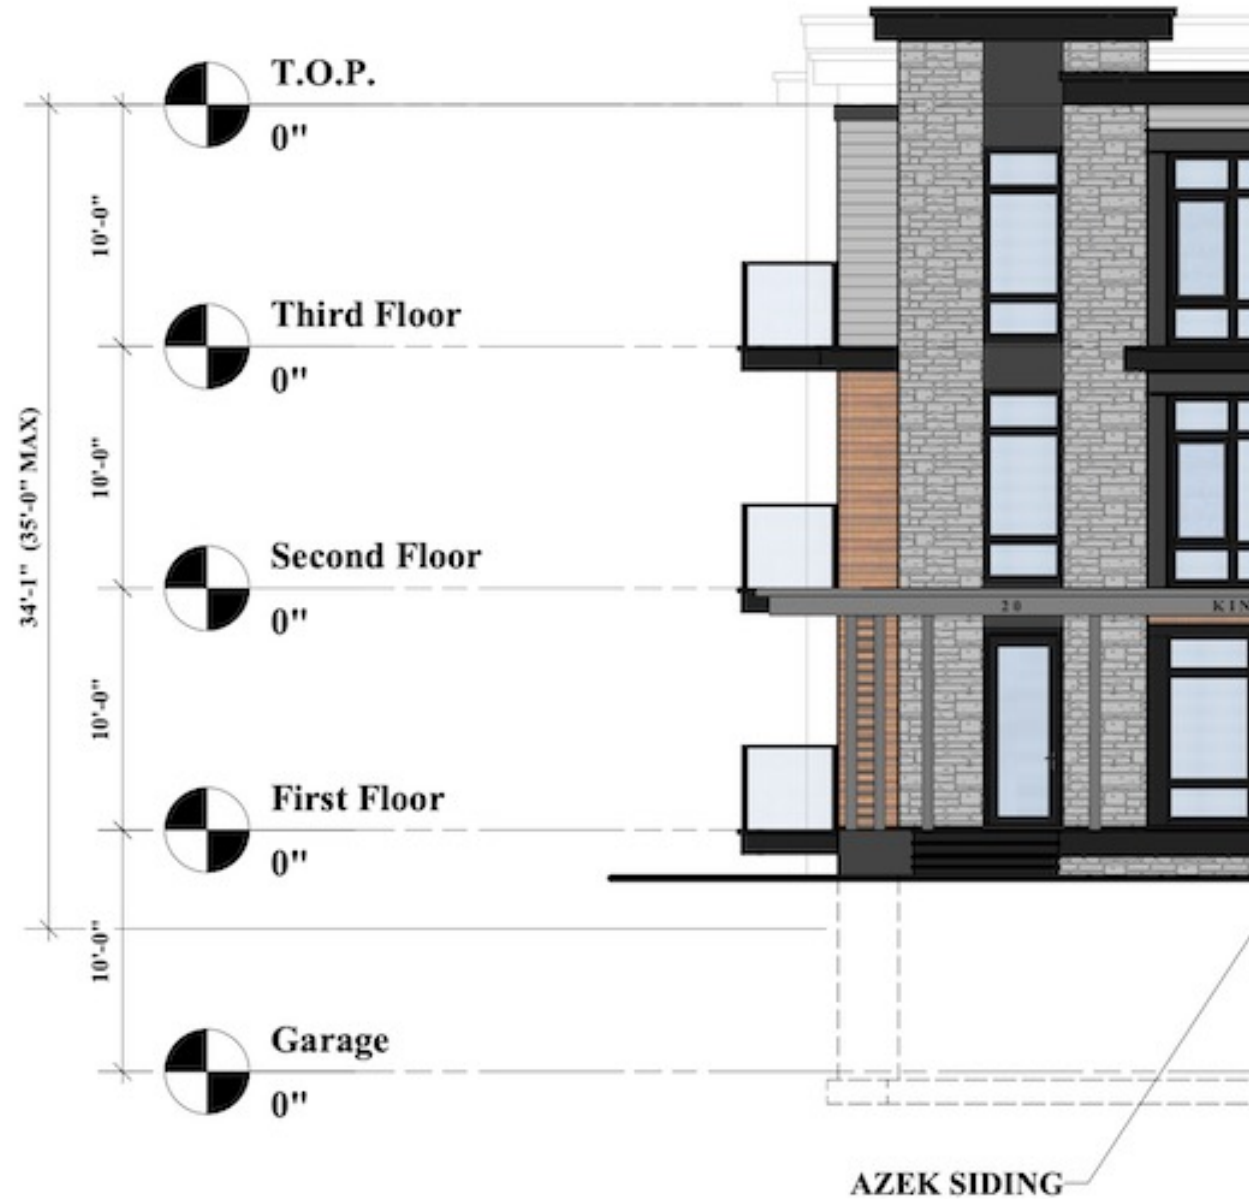 T.O.P.
0"
10'-0"
Third Floor
0"
10'-0"
34'-1" (35'-0" MAX)
Second Floor
0"
20
KIN
10'-0"
First Floor
0"
10'-0"
Garage
0"
AZEK SIDING